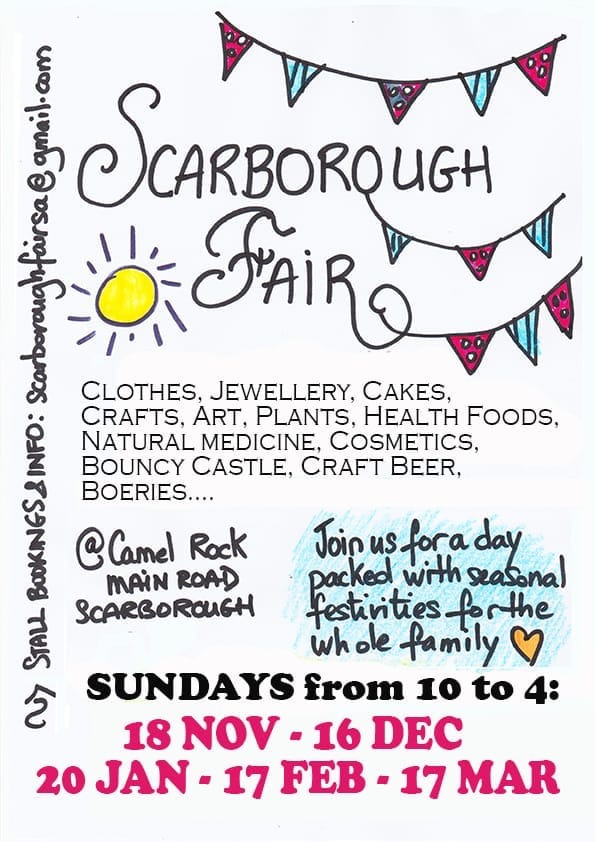 SCARBOROUGH
FAIR
CLOTHES, JEWELLERY, CAKES,
CRAFTS, ART, PLANTS, HEALTH FOODS,
NATURAL MEDICINE, COSMETICS,
BOUNCY CASTLE, CRAFT BEER,
BOERIES....
@Camel Rock
MAIN ROAD
SCARBOROUGH
Join us for a day
packed with seasonal
festivities for the
whole family
SUNDAYS from 10 to 4:
18 NOV - 16 DEC
20 JAN - 17 FEB - 17 MAR
STALL BOOKINGS & INFO: scarboroughfairsa@gmail.com